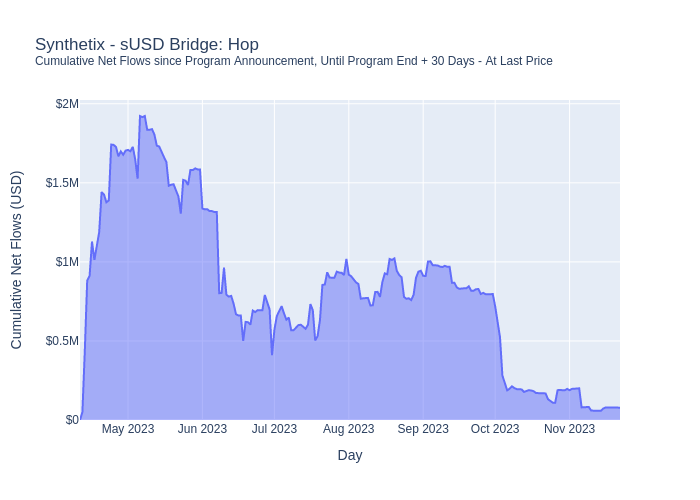 Synthetix - sUSD Bridge: Hop
Cumulative Net Flows since Program Announcement, Until Program End + 30 Days - At Last Price
$2M
$1.5M
$1M
$0.5M
$0
Cumulative Net Flows (USD)
May 2023
Jun 2023
Jul 2023
Aug 2023
Sep 2023
Oct 2023
Nov 2023
Day